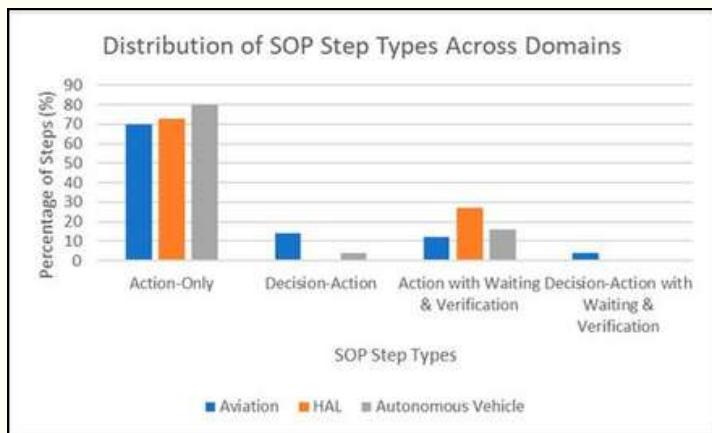 Distribution of SOP Step Types Across Domains
Percentage of Steps (%)
90
80
70
60
50
40
30
20
10
0
Action-Only
Decision-Action
Action with Waiting
& Verification
Decision-Action with
Waiting &
Verification
SOP Step Types
Aviation
HAL
Autonomous Vehicle